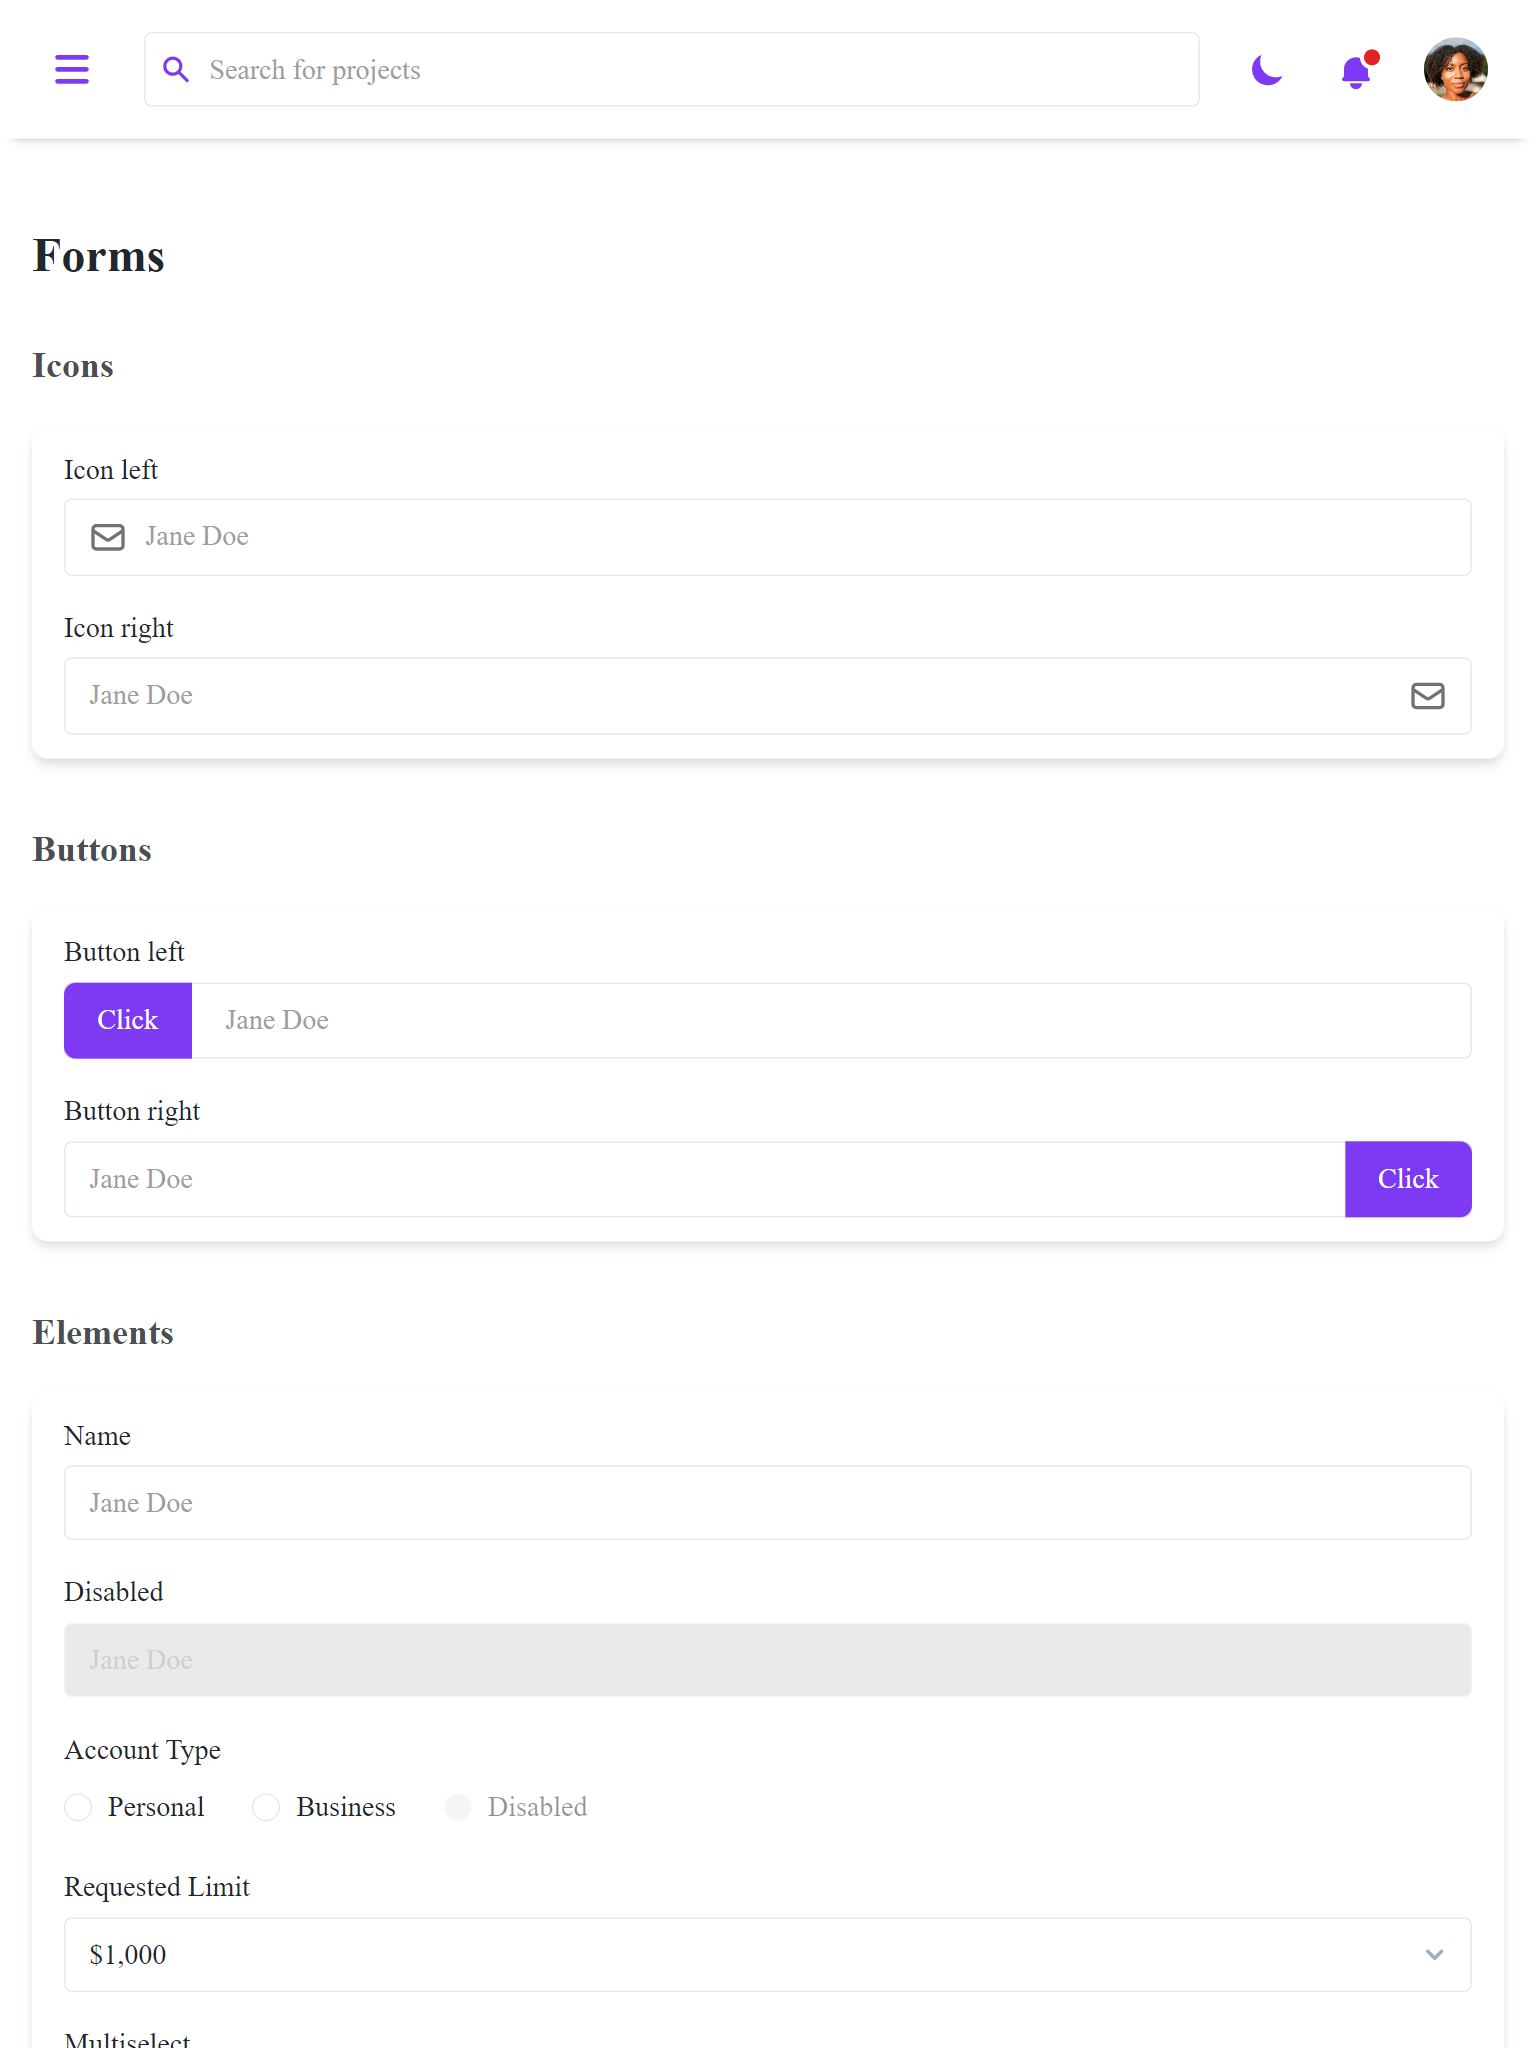 Search for projects
Forms
Icons
Icon left
Jane Doe
Icon right
Jane Doe
Buttons
Button left
Click Jane Doe
Button right
Jane Doe Click
Elements
Name
Jane Doe
Disabled
Jane Doe
Account Type
Personal Business Disabled
Requested Limit
$1,000
Multiselect